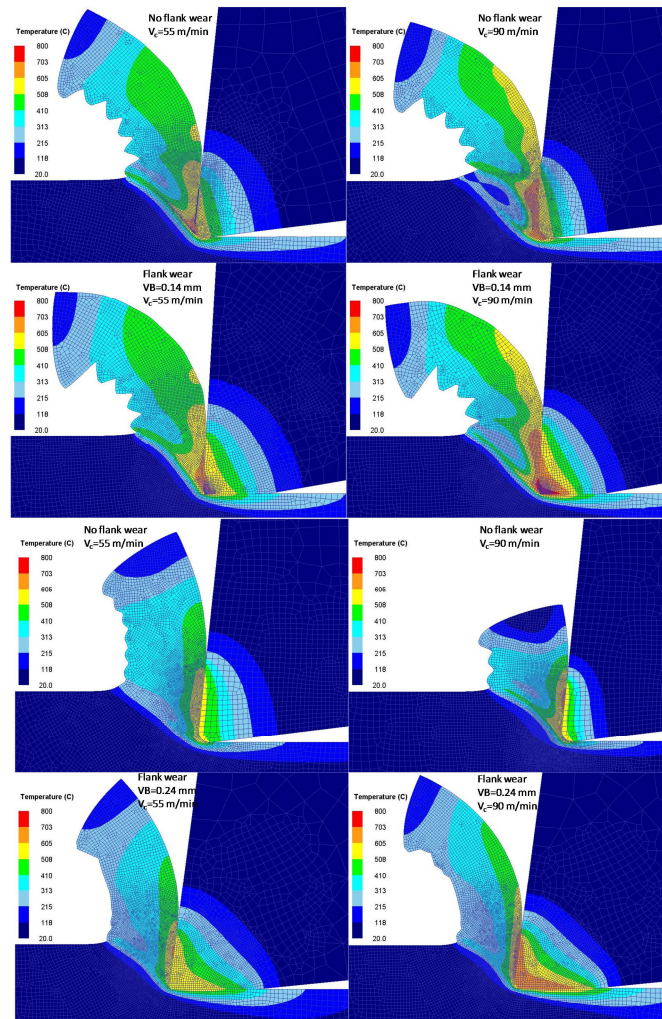 No flank wear
Vc=55 m/min
Temperature (C)
800
703
605
508
410
313
215
118
20.0
No flank wear
Vc=90 m/min
Temperature (C)
800
703
605
508
410
313
215
118
20.0
Flank wear
VB=0.14 mm
Vc=55 m/min
Temperature (C)
800
703
605
508
410
313
215
118
20.0
Flank wear
VB=0.14 mm
Vc=90 m/min
Temperature (C)
800
703
605
508
410
313
215
118
20.0
No flank wear
Vc=55 m/min
Temperature (C)
800
703
606
508
410
313
215
118
20.0
No flank wear
Vc=90 m/min
Temperature (C)
800
703
606
508
410
313
215
118
20.0
Flank wear
VB=0.24 mm
Vc=55 m/min
Temperature (C)
800
703
605
508
410
313
215
118
20.0
Flank wear
VB=0.24 mm
Vc=90 m/min
Temperature (C)
800
703
605
508
410
313
215
118
20.0